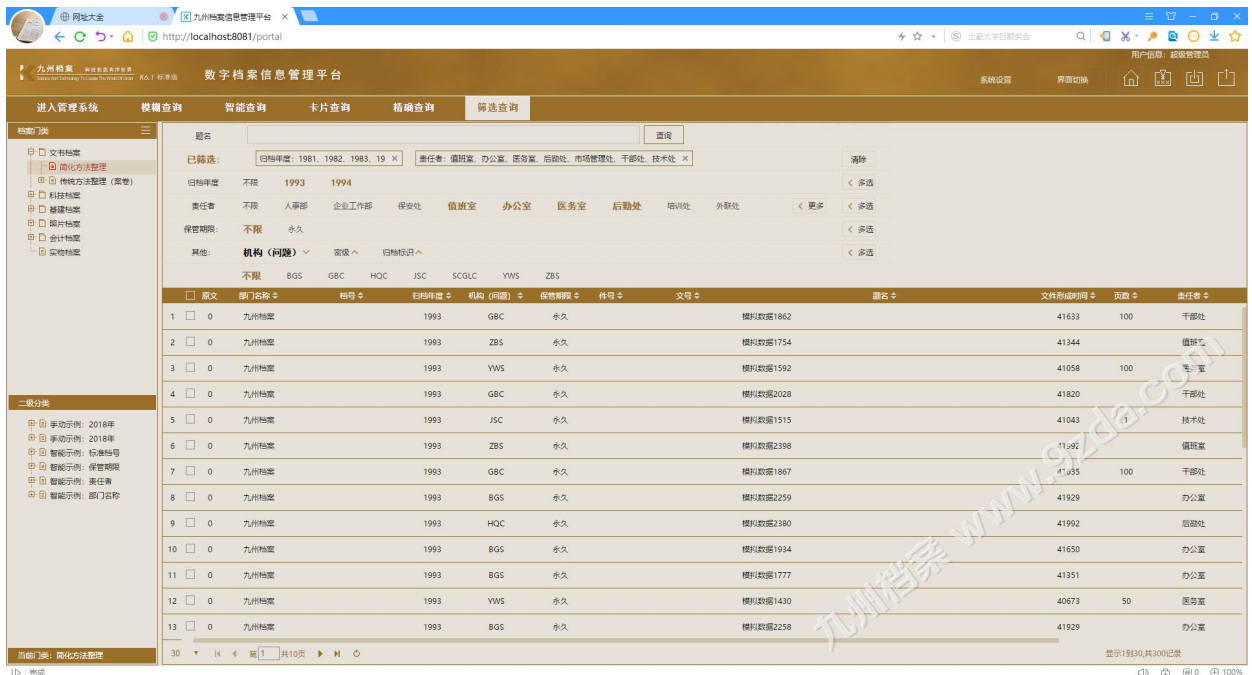 网址大全
九州档案信息管理平台
http://localhost:8081/portal
土豪大学巨额奖金
九州档案
K6.1 标准版
数字档案信息管理平台
用户信息: 超级管理员
系统设置 界面切换
进入管理系统 模糊查询 智能查询 卡片查询 精确查询 筛选查询
档案门类
文书档案
简化方法整理
传统方法整理（案卷）
科技档案
基建档案
照片档案
会计档案
实物档案
二级分类
手动示例: 2018年
手动示例: 2018年
智能示例: 标准档号
智能示例: 保管期限
智能示例: 责任者
智能示例: 部门名称
当前门类: 简化方法整理
题名 查询
已筛选: 归档年度: 1981、1982、1983、19 × 责任者: 值班室、办公室、医务室、后勤处、市场管理处、干部处、技术处 × 清除
归档年度 不限 1993 1994 多选
责任者 不限 人事部 企业工作部 保安处 值班室 办公室 医务室 后勤处 培训处 外联处 更多 多选
保管期限: 不限 永久 多选
其他: 机构（问题） 密级 归档标识 多选
不限 BGS GBC HQC JSC SCGLC YWS ZBS
原文 部门名称 档号 归档年度 机构（问题） 保管期限 件号 文号 题名 文件形成时间 页数 责任者
1 0 九州档案 1993 GBC 永久 模拟数据1862 41633 100 干部处
2 0 九州档案 1993 ZBS 永久 模拟数据1754 41344 值班室
3 0 九州档案 1993 YWS 永久 模拟数据1592 41058 100 医务室
4 0 九州档案 1993 GBC 永久 模拟数据2028 41820 干部处
5 0 九州档案 1993 JSC 永久 模拟数据1515 41043 1 技术处
6 0 九州档案 1993 ZBS 永久 模拟数据2398 41992 值班室
7 0 九州档案 1993 GBC 永久 模拟数据1867 41635 100 干部处
8 0 九州档案 1993 BGS 永久 模拟数据2259 41929 办公室
9 0 九州档案 1993 HQC 永久 模拟数据2380 41992 后勤处
10 0 九州档案 1993 BGS 永久 模拟数据1934 41650 办公室
11 0 九州档案 1993 BGS 永久 模拟数据1777 41351 办公室
12 0 九州档案 1993 YWS 永久 模拟数据1430 40673 50 医务室
13 0 九州档案 1993 BGS 永久 模拟数据2258 41929 办公室
九州档案 www.9zda.com
30 第 1 共10页 显示1到30,共300记录
完成 0 100%